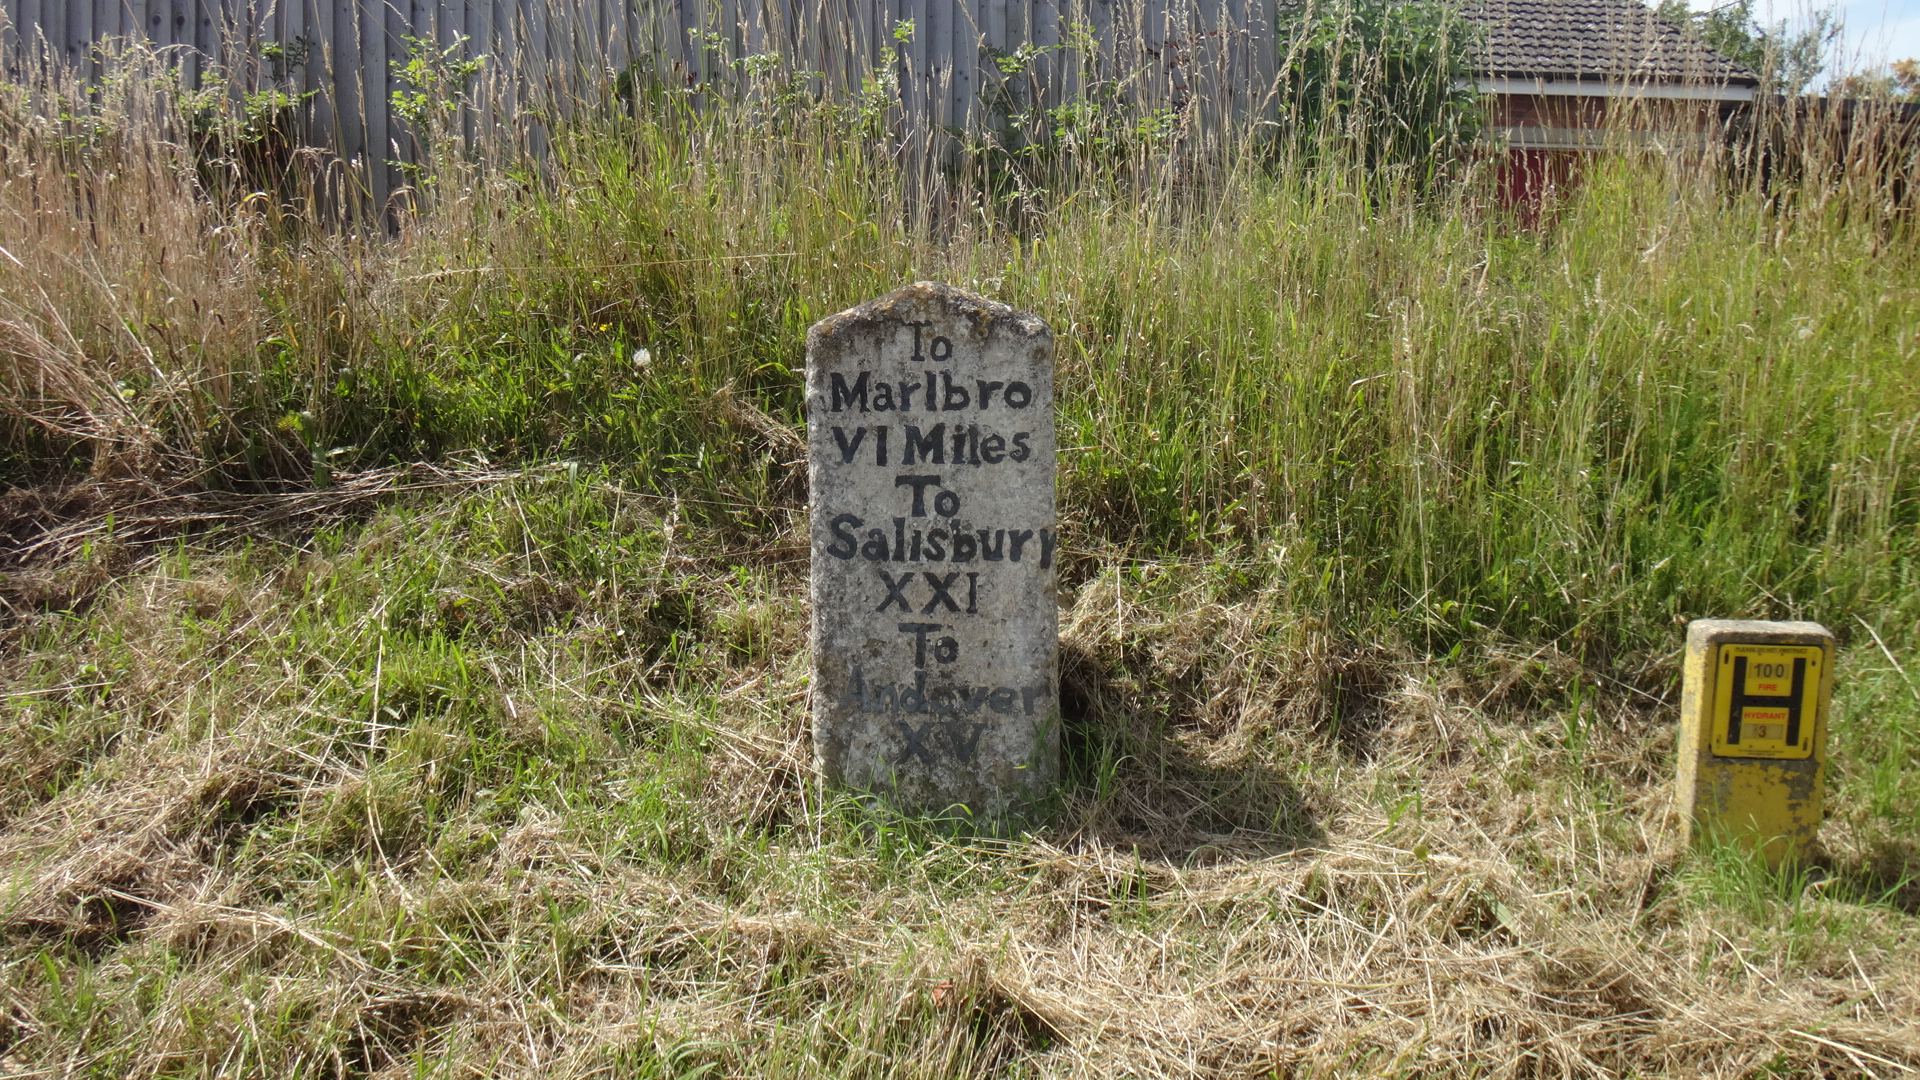 To
Marlbro
VI Miles
To
Salisbury
XXI
To
Andover
XV
100
FIRE
HYDRANT
3